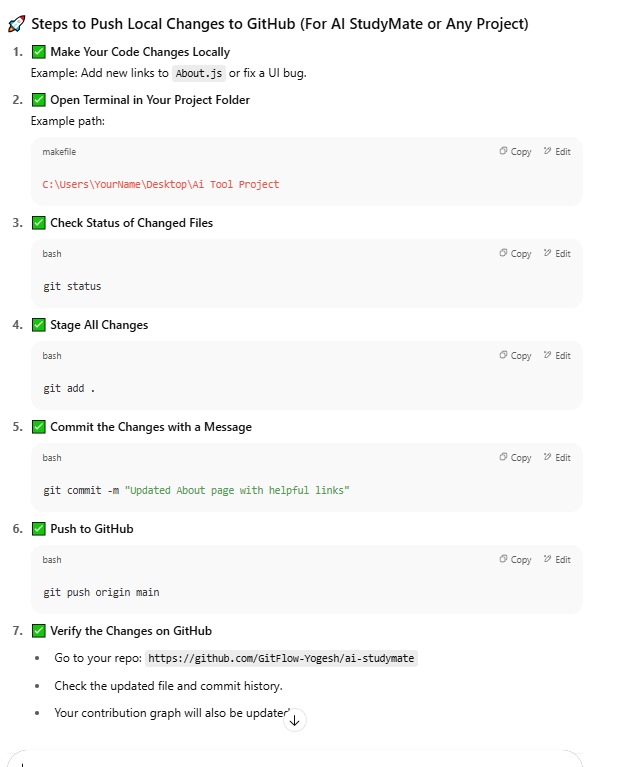 🚀 Steps to Push Local Changes to GitHub (For AI StudyMate or Any Project)
1. ✅ Make Your Code Changes Locally
Example: Add new links to About.js or fix a UI bug.
2. ✅ Open Terminal in Your Project Folder
Example path:
makefile Copy Edit
C:\Users\YourName\Desktop\Ai Tool Project
3. ✅ Check Status of Changed Files
bash Copy Edit
git status
4. ✅ Stage All Changes
bash Copy Edit
git add .
5. ✅ Commit the Changes with a Message
bash Copy Edit
git commit -m "Updated About page with helpful links"
6. ✅ Push to GitHub
bash Copy Edit
git push origin main
7. ✅ Verify the Changes on GitHub
• Go to your repo: https://github.com/GitFlow-Yogesh/ai-studymate
• Check the updated file and commit history.
• Your contribution graph will also be updated